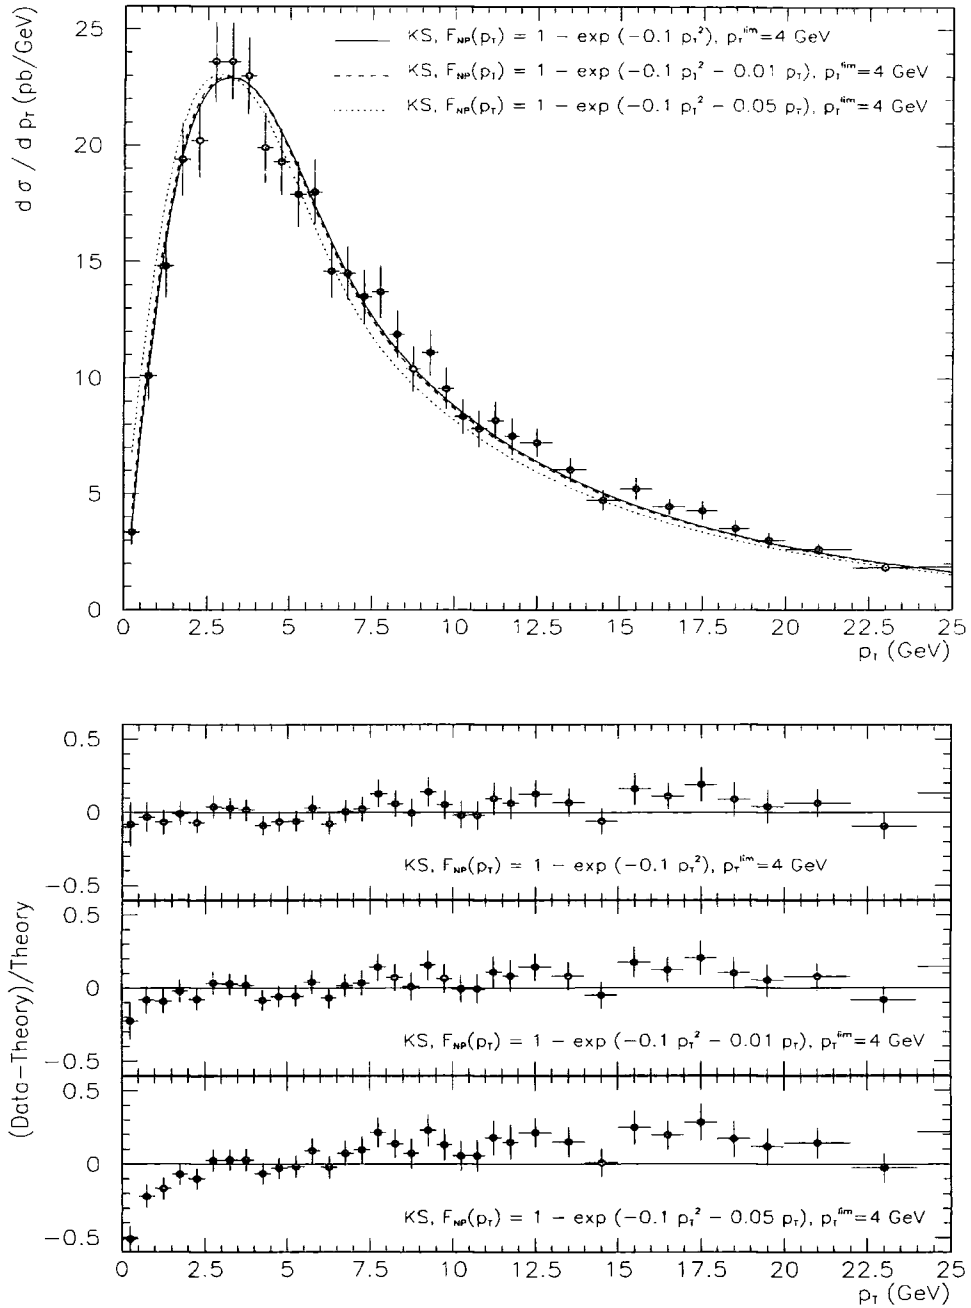 d σ / d p_T (pb/GeV)
25
20
15
10
5
0
KS, F_NP(p_T) = 1 − exp (−0.1 p_T²), p_T^lim=4 GeV
KS, F_NP(p_T) = 1 − exp (−0.1 p_T² − 0.01 p_T), p_T^lim=4 GeV
KS, F_NP(p_T) = 1 − exp (−0.1 p_T² − 0.05 p_T), p_T^lim=4 GeV
0 2.5 5 7.5 10 12.5 15 17.5 20 22.5 25
p_T (GeV)
(Data−Theory)/Theory
0.5
0
−0.5
KS, F_NP(p_T) = 1 − exp (−0.1 p_T²), p_T^lim=4 GeV
0.5
0
−0.5
KS, F_NP(p_T) = 1 − exp (−0.1 p_T² − 0.01 p_T), p_T^lim=4 GeV
0.5
0
−0.5
KS, F_NP(p_T) = 1 − exp (−0.1 p_T² − 0.05 p_T), p_T^lim=4 GeV
0 2.5 5 7.5 10 12.5 15 17.5 20 22.5 25
p_T (GeV)